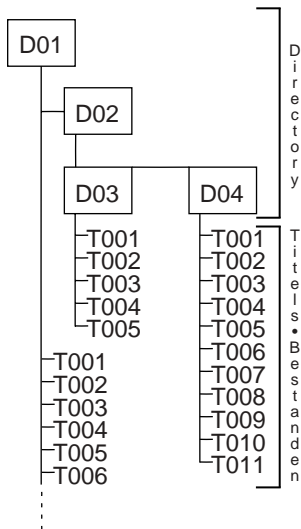 D01
D02
D03
D04
T001
T002
T003
T004
T005
T001
T002
T003
T004
T005
T006
T007
T008
T009
T010
T011
T001
T002
T003
T004
T005
T006
Directory
Titels•Bestanden